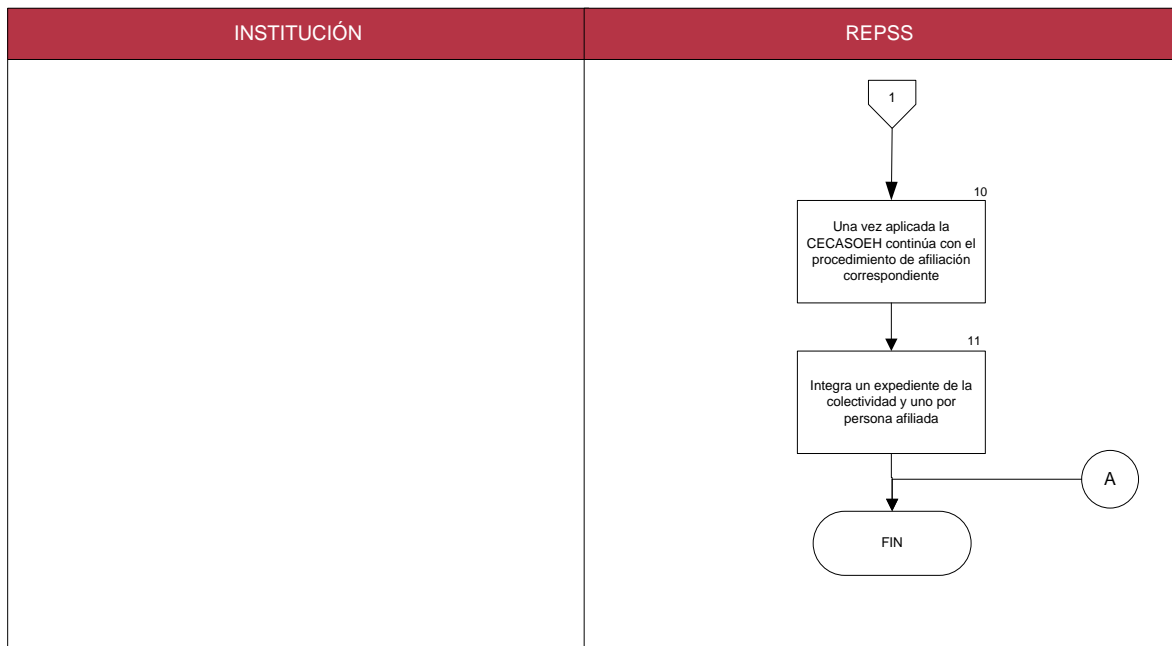 INSTITUCIÓN
REPSS
1
10
Una vez aplicada la
CECASOEH continúa con el
procedimiento de afiliación
correspondiente
11
Integra un expediente de la
colectividad y uno por
persona afiliada
A
FIN